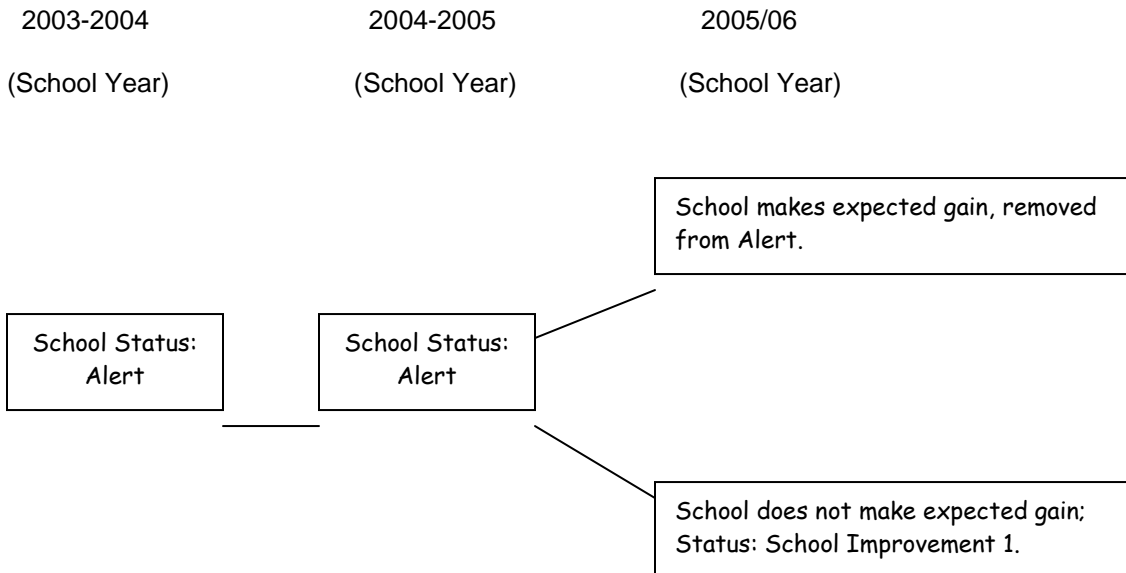 2003-2004 2004-2005 2005/06
(School Year) (School Year) (School Year)
School makes expected gain, removed
from Alert.
School Status:
Alert
School Status:
Alert
School does not make expected gain;
Status: School Improvement 1.